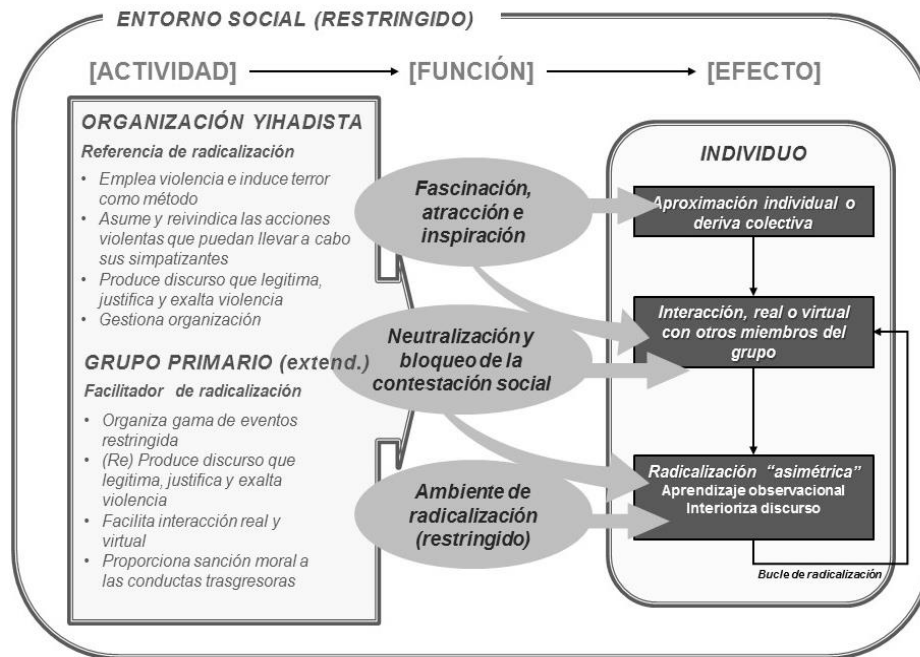 ENTORNO SOCIAL (RESTRINGIDO)
[ACTIVIDAD]
[FUNCIÓN]
[EFECTO]
ORGANIZACIÓN YIHADISTA
Referencia de radicalización
• Emplea violencia e induce terror
como método
• Asume y reivindica las acciones
violentas que puedan llevar a cabo
sus simpatizantes
• Produce discurso que legitima,
justifica y exalta violencia
• Gestiona organización
GRUPO PRIMARIO (extend.)
Facilitador de radicalización
• Organiza gama de eventos
restringida
• (Re) Produce discurso que
legitima, justifica y exalta
violencia
• Facilita interacción real y
virtual
• Proporciona sanción moral a
las conductas trasgresoras
Fascinación,
atracción e
inspiración
Neutralización y
bloqueo de la
contestación social
Ambiente de
radicalización
(restringido)
INDIVIDUO
Aproximación individual o
deriva colectiva
Interacción, real o virtual
con otros miembros del
grupo
Radicalización “asimétrica”
Aprendizaje observacional
Interioriza discurso
Bucle de radicalización